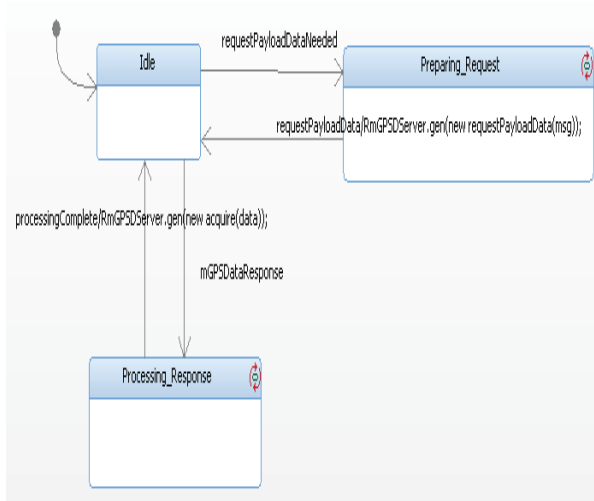 requestPayloadDataNeeded
Idle
Preparing_Request
requestPayloadData/RmGPSDServer.gen(new requestPayloadData(msg));
processingComplete/RmGPSDServer.gen(new acquire(data));
mGPSDataResponse
Processing_Response